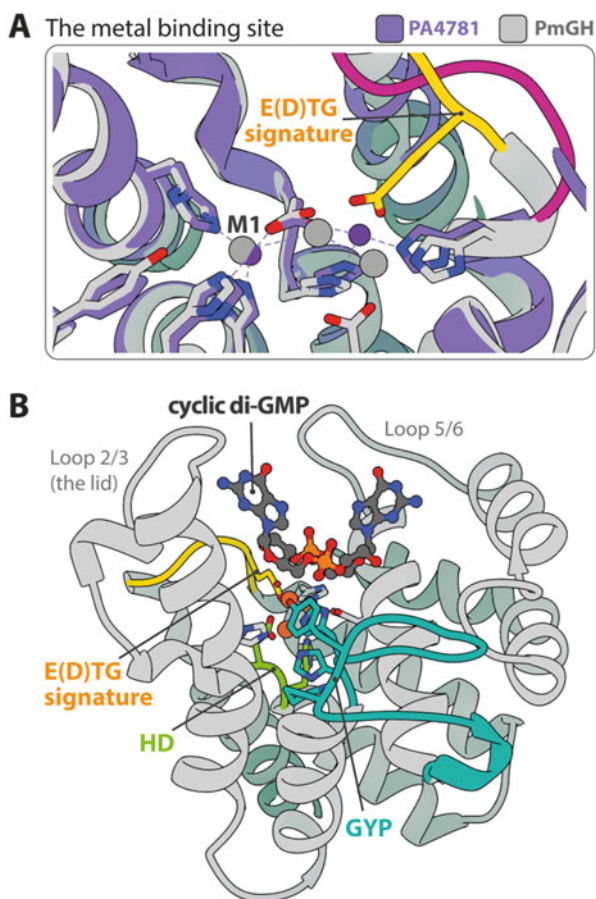 A The metal binding site PA4781 PmGH
E(D)TG
signature
M1
B
cyclic di-GMP
Loop 2/3
(the lid)
Loop 5/6
E(D)TG
signature
HD
GYP